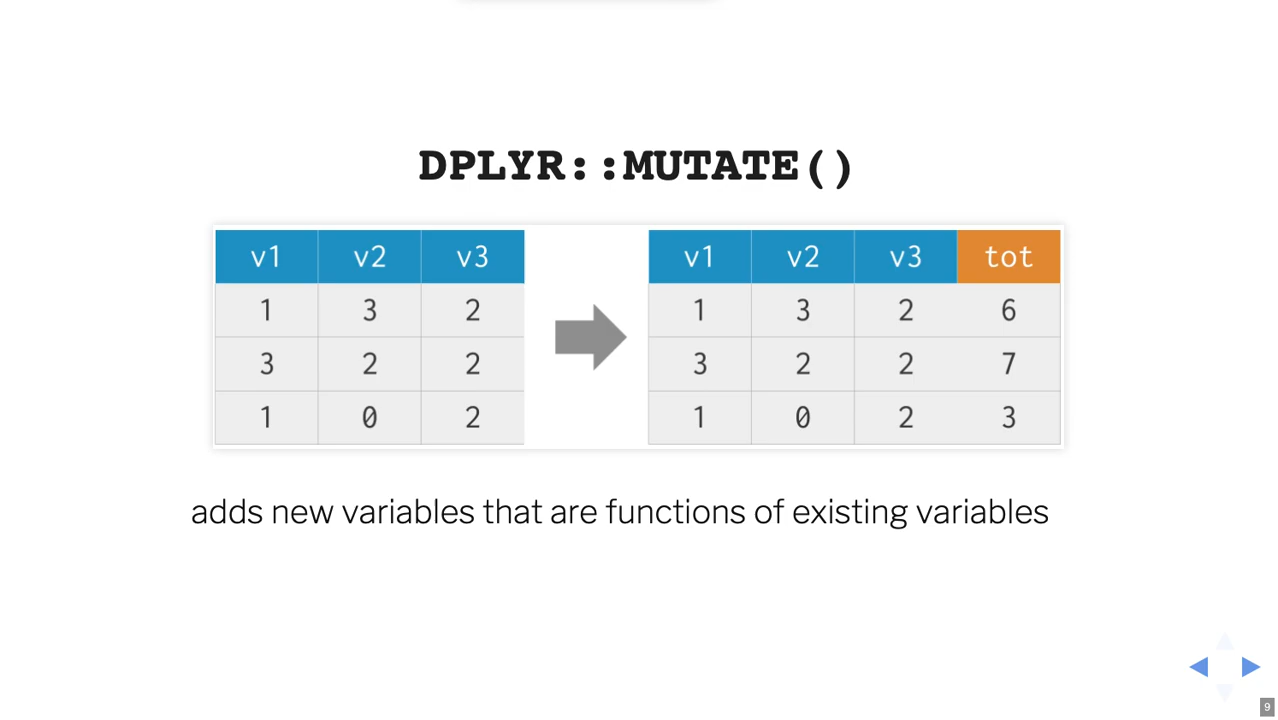 DPLYR::MUTATE()
v1 v2 v3 v1 v2 v3 tot
1 3 2 1 3 2 6
3 2 2 3 2 2 7
1 0 2 1 0 2 3
adds new variables that are functions of existing variables
9